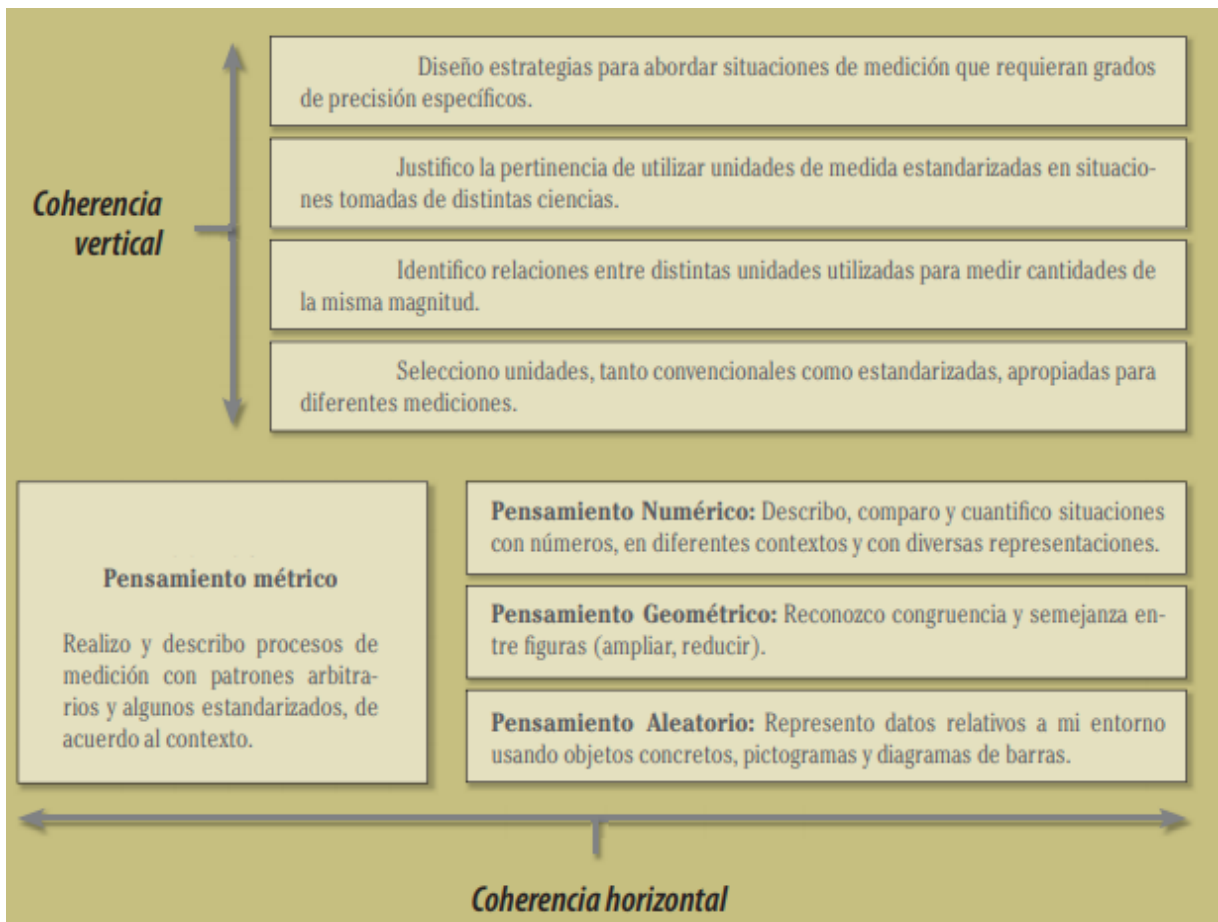 Diseño estrategias para abordar situaciones de medición que requieran grados
de precisión específicos.
Justifico la pertinencia de utilizar unidades de medida estandarizadas en situacio-
nes tomadas de distintas ciencias.
Coherencia
vertical
Identifico relaciones entre distintas unidades utilizadas para medir cantidades de
la misma magnitud.
Selecciono unidades, tanto convencionales como estandarizadas, apropiadas para
diferentes mediciones.
Pensamiento métrico
Realizo y describo procesos de
medición con patrones arbitra-
rios y algunos estandarizados, de
acuerdo al contexto.
Pensamiento Numérico: Describo, comparo y cuantifico situaciones
con números, en diferentes contextos y con diversas representaciones.
Pensamiento Geométrico: Reconozco congruencia y semejanza en-
tre figuras (ampliar, reducir).
Pensamiento Aleatorio: Represento datos relativos a mi entorno
usando objetos concretos, pictogramas y diagramas de barras.
Coherencia horizontal